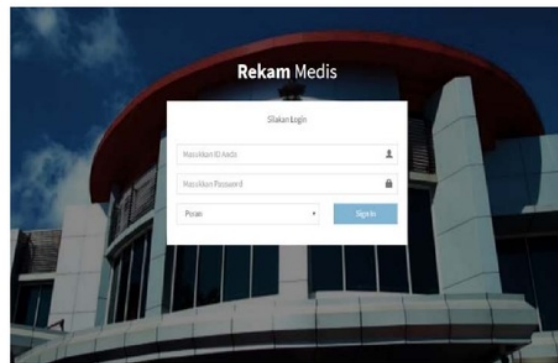 Rekam Medis
Silakan Login
Masukkan ID Anda
Masukkan Password
Peran
Sign In